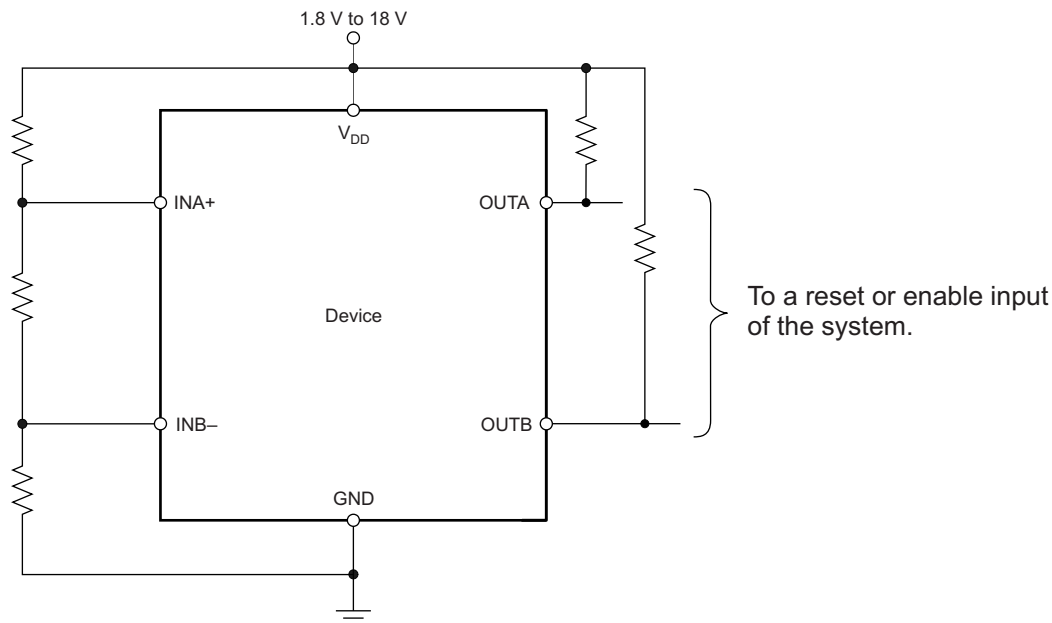 1.8 V to 18 V
VDD
INA+
OUTA
Device
To a reset or enable input
of the system.
INB–
OUTB
GND